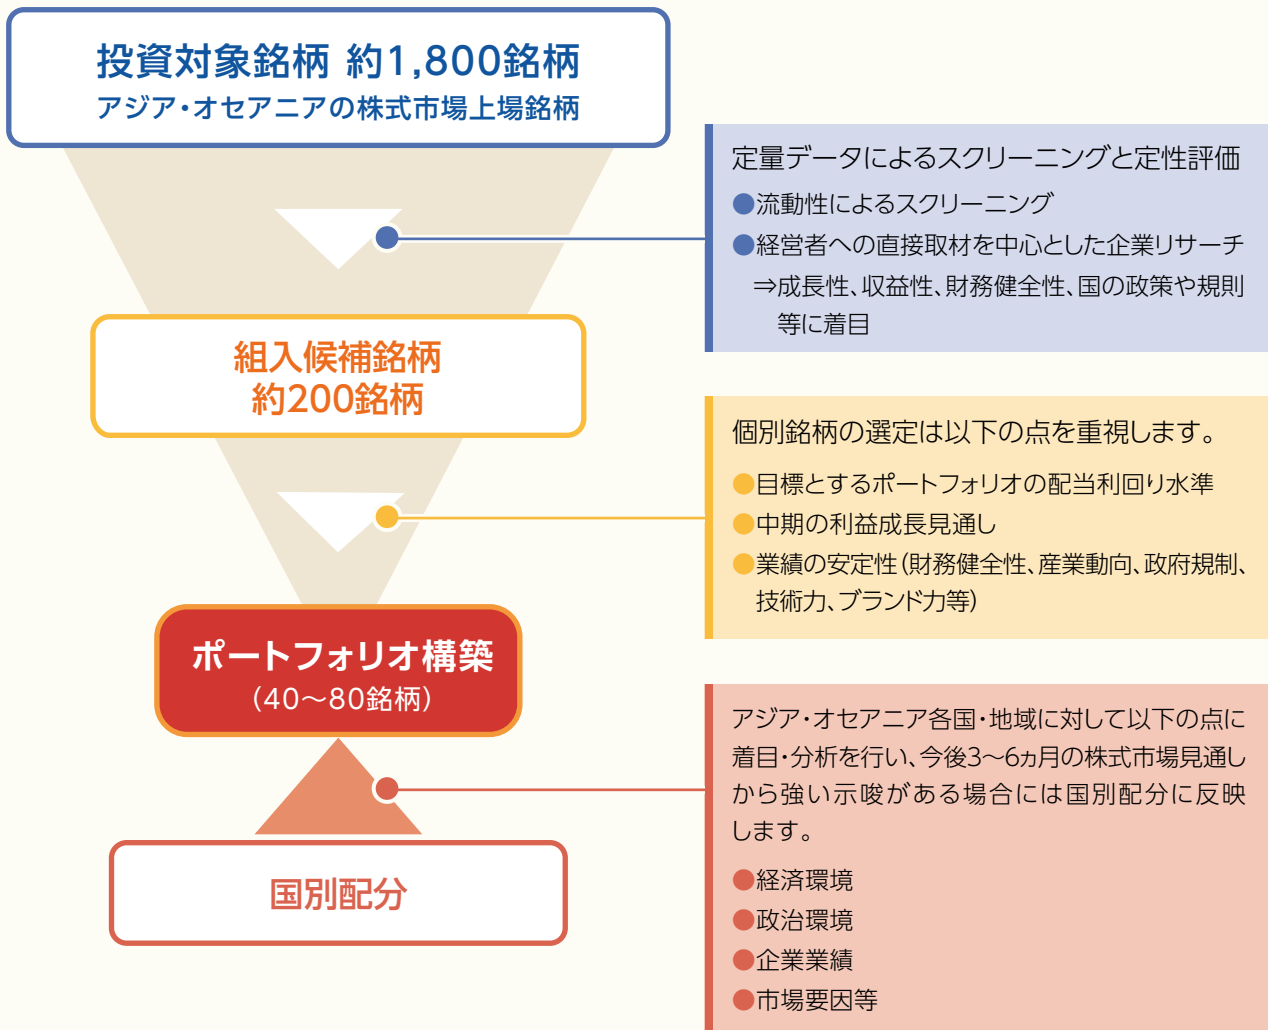 投資対象銘柄 約1,800銘柄
アジア・オセアニアの株式市場上場銘柄
定量データによるスクリーニングと定性評価
●流動性によるスクリーニング
●経営者への直接取材を中心とした企業リサーチ
⇒成長性、収益性、財務健全性、国の政策や規則
等に着目
組入候補銘柄
約200銘柄
個別銘柄の選定は以下の点を重視します。
●目標とするポートフォリオの配当利回り水準
●中期の利益成長見通し
●業績の安定性（財務健全性、産業動向、政府規制、
技術力、ブランド力等）
ポートフォリオ構築
（40～80銘柄）
アジア・オセアニア各国・地域に対して以下の点に
着目・分析を行い、今後3～6ヵ月の株式市場見通し
から強い示唆がある場合には国別配分に反映
します。
●経済環境
●政治環境
●企業業績
●市場要因等
国別配分